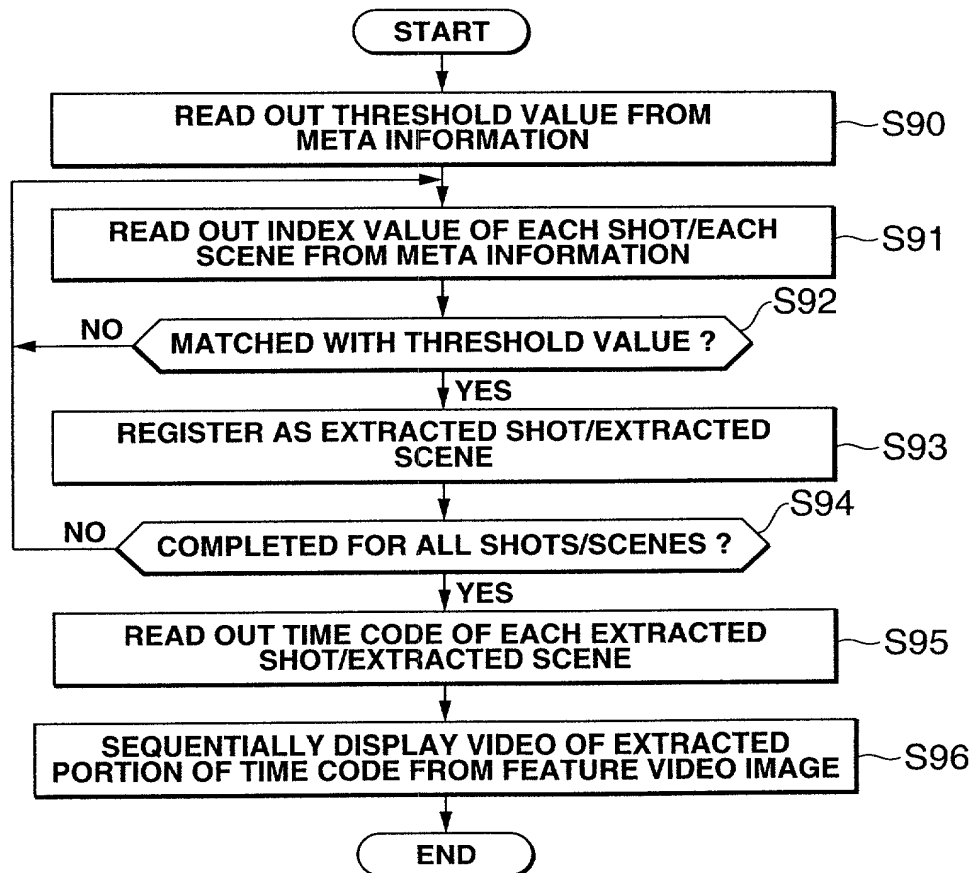 START
READ OUT THRESHOLD VALUE FROM
META INFORMATION
S90
READ OUT INDEX VALUE OF EACH SHOT/EACH
SCENE FROM META INFORMATION
S91
S92
NO
MATCHED WITH THRESHOLD VALUE ?
YES
REGISTER AS EXTRACTED SHOT/EXTRACTED
SCENE
S93
S94
NO
COMPLETED FOR ALL SHOTS/SCENES ?
YES
READ OUT TIME CODE OF EACH EXTRACTED
SHOT/EXTRACTED SCENE
S95
SEQUENTIALLY DISPLAY VIDEO OF EXTRACTED
PORTION OF TIME CODE FROM FEATURE VIDEO IMAGE
S96
END